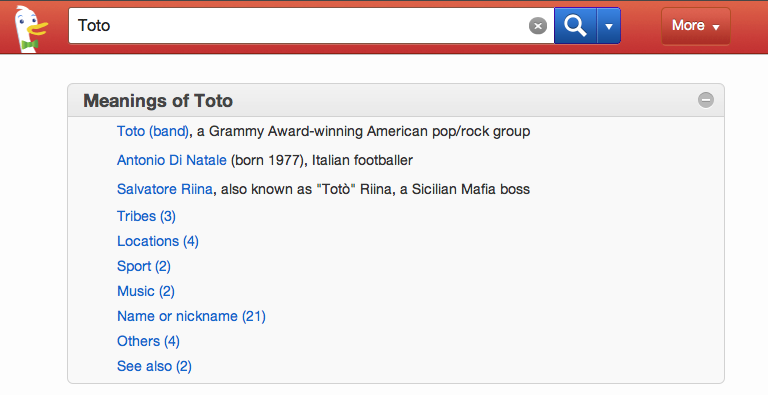 Toto
More
Meanings of Toto
Toto (band), a Grammy Award-winning American pop/rock group
Antonio Di Natale (born 1977), Italian footballer
Salvatore Riina, also known as "Totò" Riina, a Sicilian Mafia boss
Tribes (3)
Locations (4)
Sport (2)
Music (2)
Name or nickname (21)
Others (4)
See also (2)